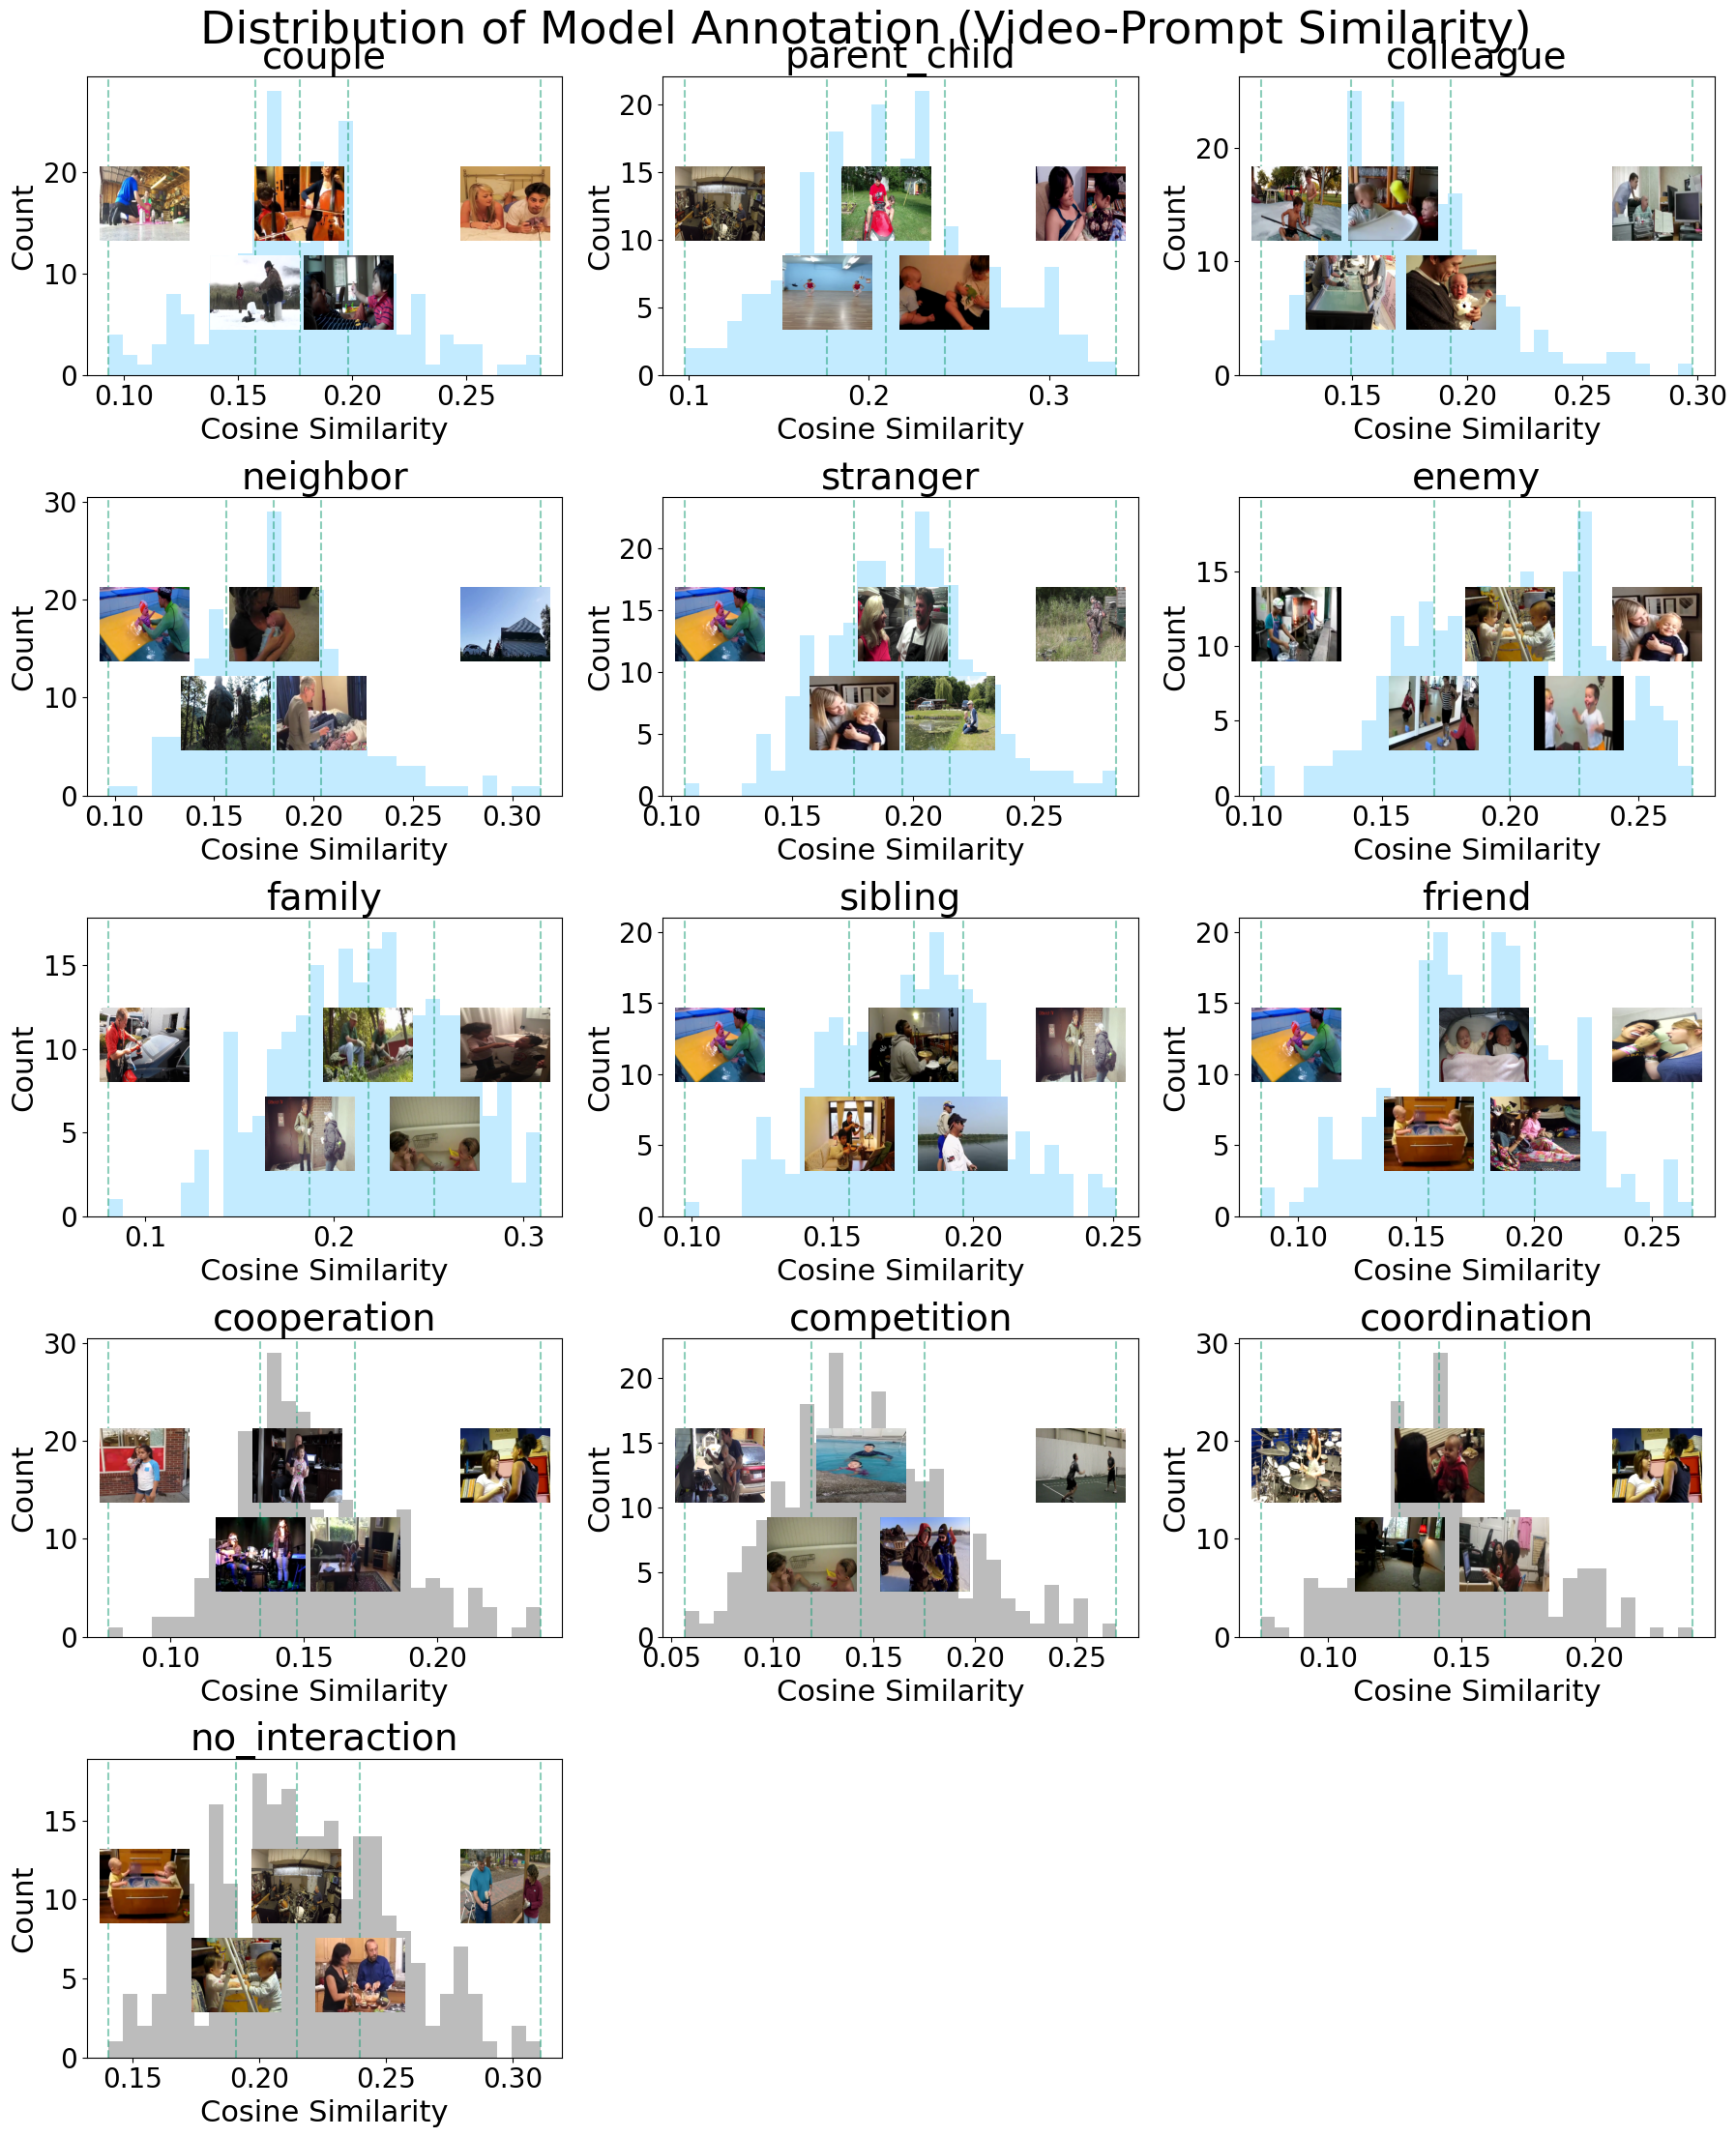 Distribution of Model Annotation (Video-Prompt Similarity)
couple
parent_child
colleague
Count
20
10
0
0.10 0.15 0.20 0.25
Cosine Similarity
Count
20
15
10
5
0
0.1 0.2 0.3
Cosine Similarity
Count
20
10
0
0.15 0.20 0.25 0.30
Cosine Similarity
neighbor
stranger
enemy
Count
30
20
10
0
0.10 0.15 0.20 0.25 0.30
Cosine Similarity
Count
20
15
10
5
0
0.10 0.15 0.20 0.25
Cosine Similarity
Count
15
10
5
0
0.10 0.15 0.20 0.25
Cosine Similarity
family
sibling
friend
Count
15
10
5
0
0.1 0.2 0.3
Cosine Similarity
Count
20
15
10
5
0
0.10 0.15 0.20 0.25
Cosine Similarity
Count
20
15
10
5
0
0.10 0.15 0.20 0.25
Cosine Similarity
cooperation
competition
coordination
Count
30
20
10
0
0.10 0.15 0.20
Cosine Similarity
Count
20
15
10
5
0
0.05 0.10 0.15 0.20 0.25
Cosine Similarity
Count
30
20
10
0
0.10 0.15 0.20
Cosine Similarity
no_interaction
Count
15
10
5
0
0.15 0.20 0.25 0.30
Cosine Similarity